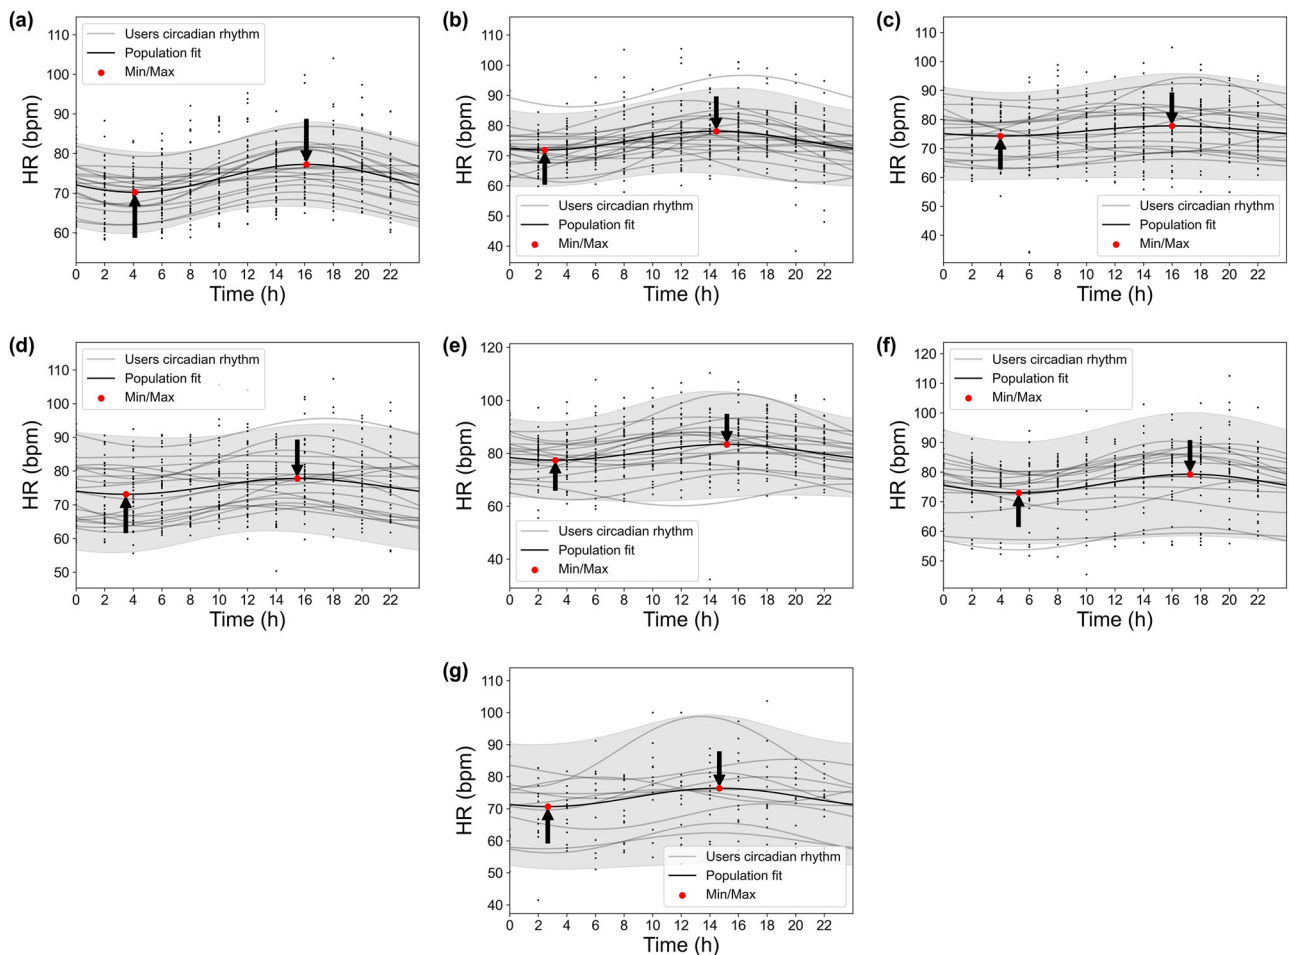 (a)
Users circadian rhythm
Population fit
Min/Max
110
100
90
80
70
60
HR (bpm)
0 2 4 6 8 10 12 14 16 18 20 22
Time (h)
(b)
110
100
90
80
70
60
50
40
HR (bpm)
Users circadian rhythm
Population fit
Min/Max
0 2 4 6 8 10 12 14 16 18 20 22
Time (h)
(c)
110
100
90
80
70
60
50
40
30
HR (bpm)
Users circadian rhythm
Population fit
Min/Max
0 2 4 6 8 10 12 14 16 18 20 22
Time (h)
(d)
Users circadian rhythm
Population fit
Min/Max
110
100
90
80
70
60
50
HR (bpm)
0 2 4 6 8 10 12 14 16 18 20 22
Time (h)
(e)
120
100
80
60
40
HR (bpm)
Users circadian rhythm
Population fit
Min/Max
0 2 4 6 8 10 12 14 16 18 20 22
Time (h)
(f)
Users circadian rhythm
Population fit
Min/Max
120
110
100
90
80
70
60
50
HR (bpm)
0 2 4 6 8 10 12 14 16 18 20 22
Time (h)
(g)
110
100
90
80
70
60
50
40
HR (bpm)
Users circadian rhythm
Population fit
Min/Max
0 2 4 6 8 10 12 14 16 18 20 22
Time (h)